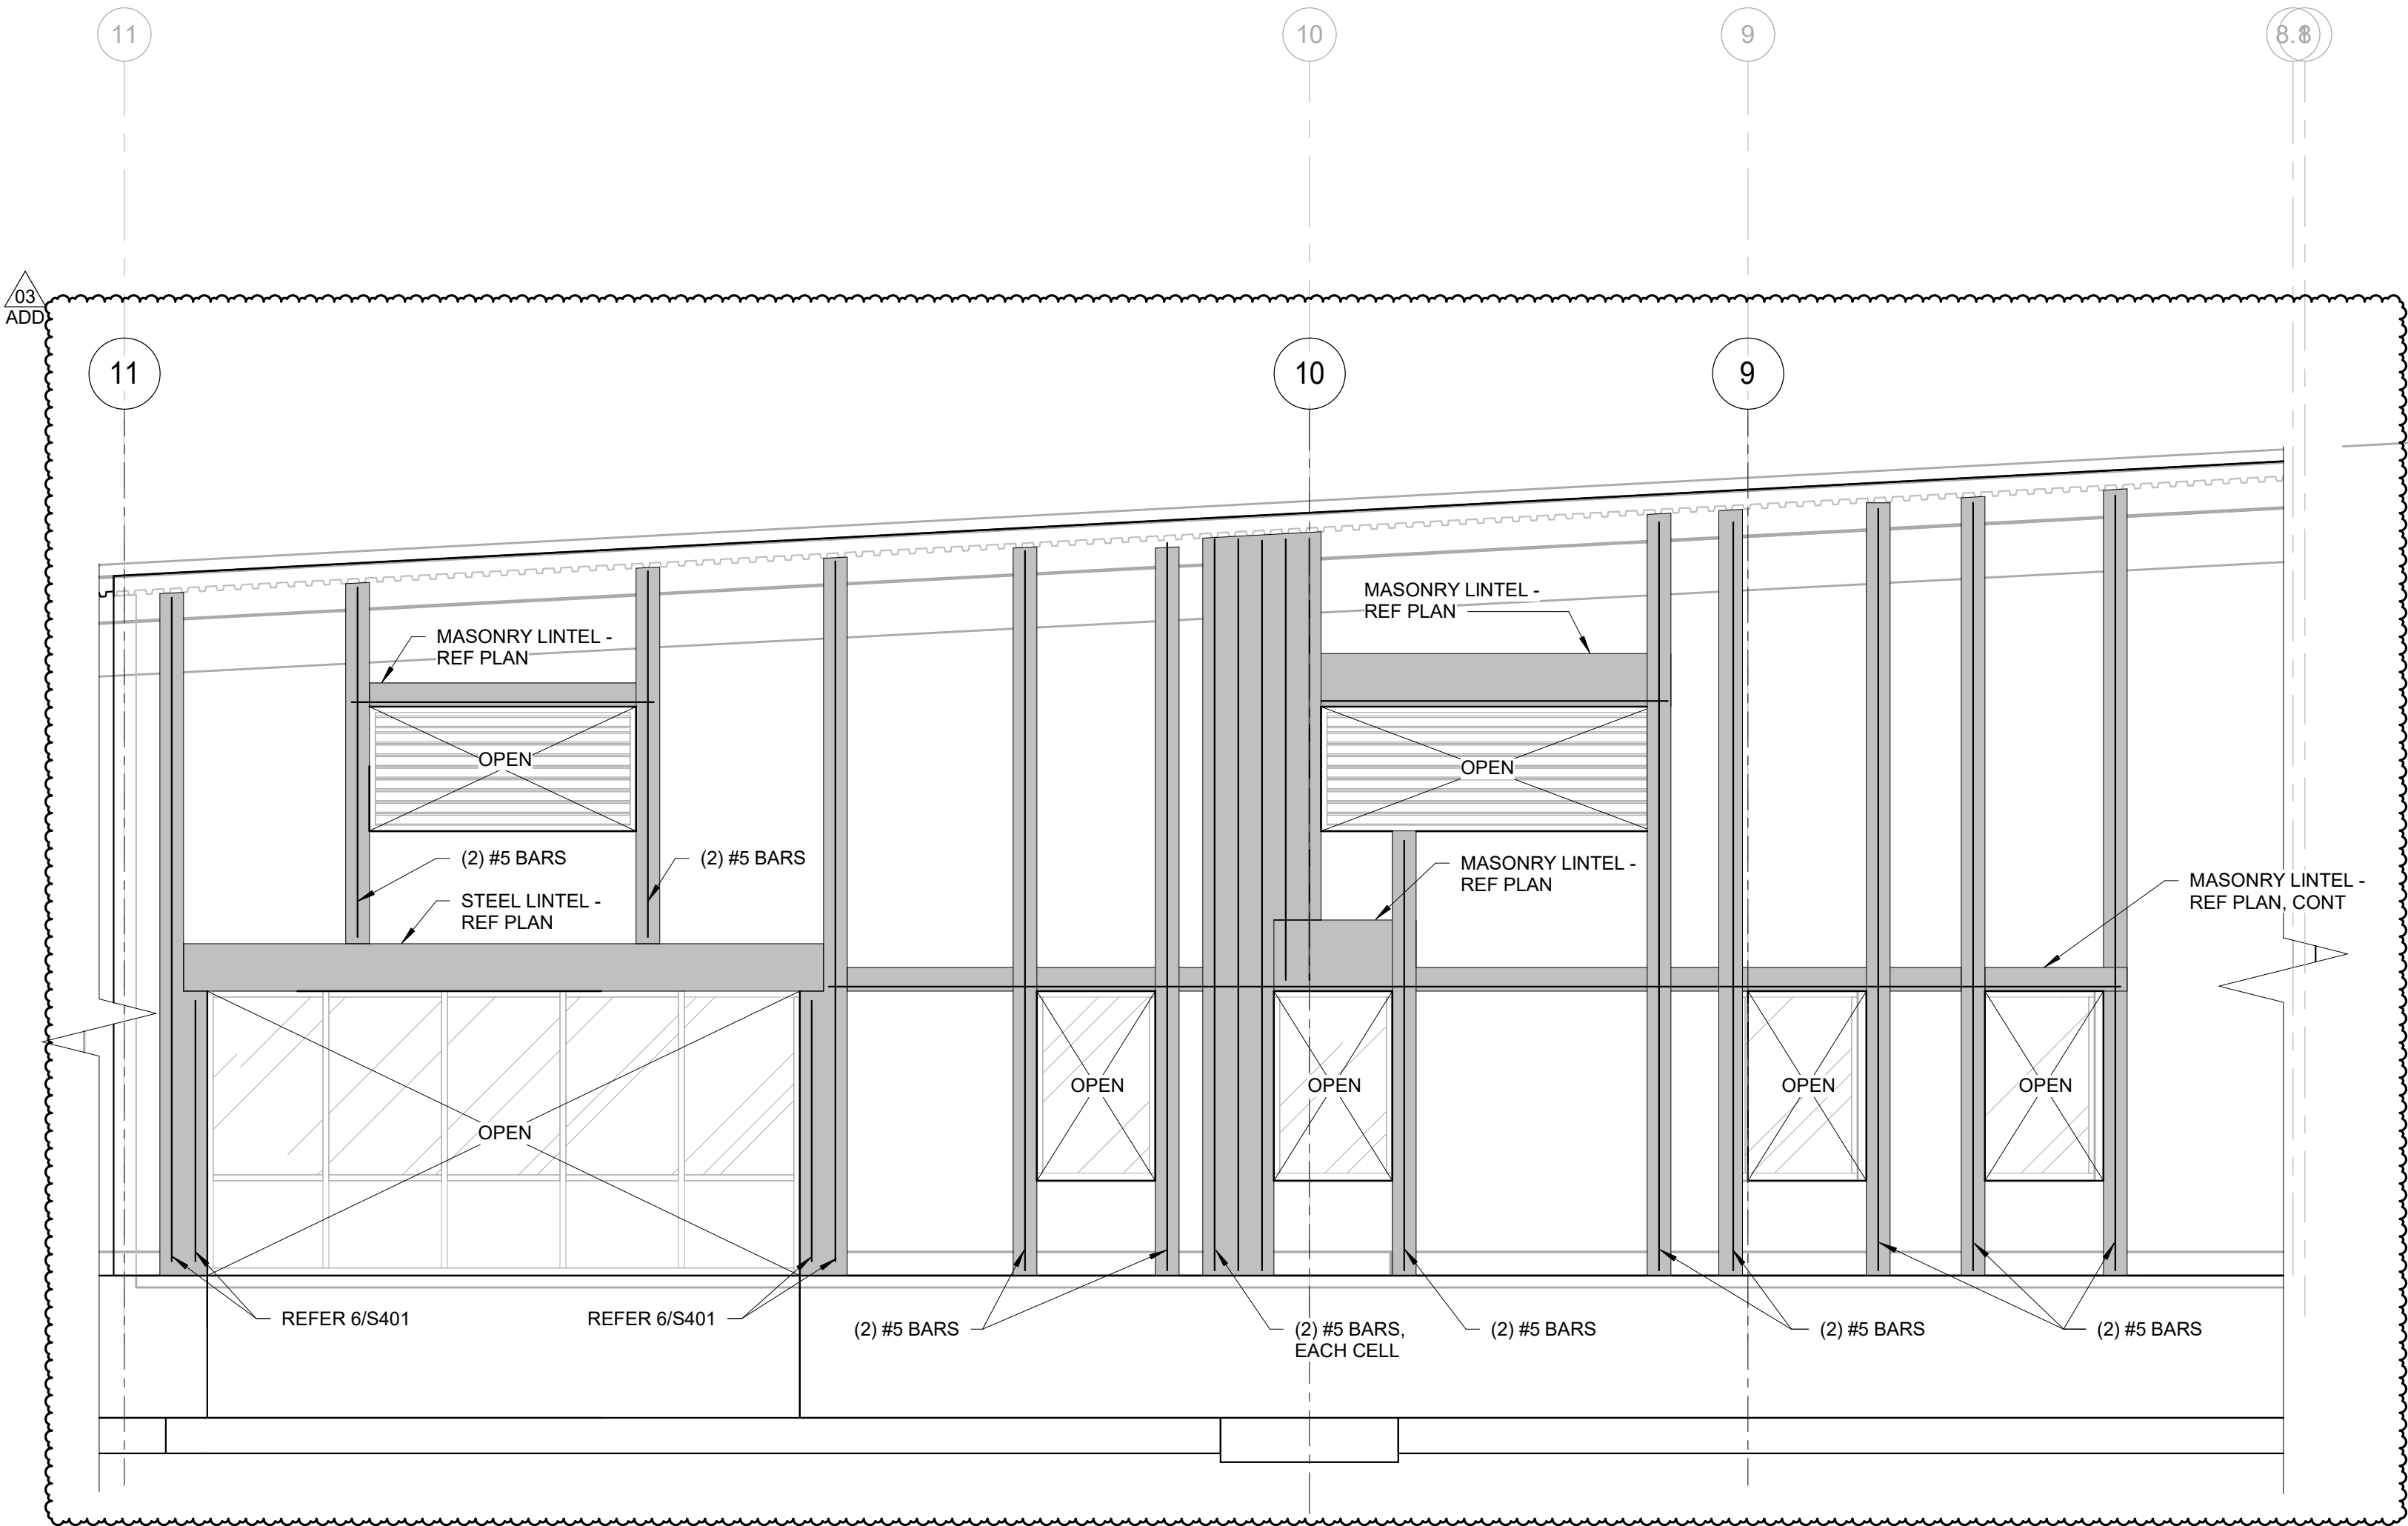 11
10
9
8.8
03
ADD
11
10
9
MASONRY LINTEL -
REF PLAN
MASONRY LINTEL -
REF PLAN
OPEN
OPEN
(2) #5 BARS
(2) #5 BARS
STEEL LINTEL -
REF PLAN
MASONRY LINTEL -
REF PLAN
MASONRY LINTEL -
REF PLAN, CONT
OPEN
OPEN
OPEN
OPEN
OPEN
REFER 6/S401
REFER 6/S401
(2) #5 BARS
(2) #5 BARS,
EACH CELL
(2) #5 BARS
(2) #5 BARS
(2) #5 BARS